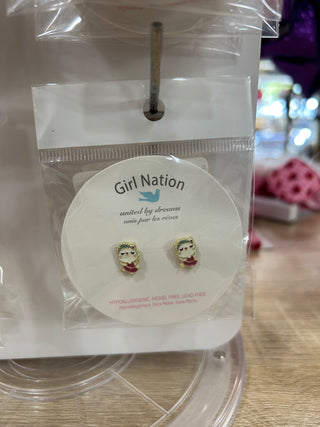 Girl Nation
united by dreams
unis par les rêves
HYPOALLERGENIC, NICKEL FREE, LEAD FREE